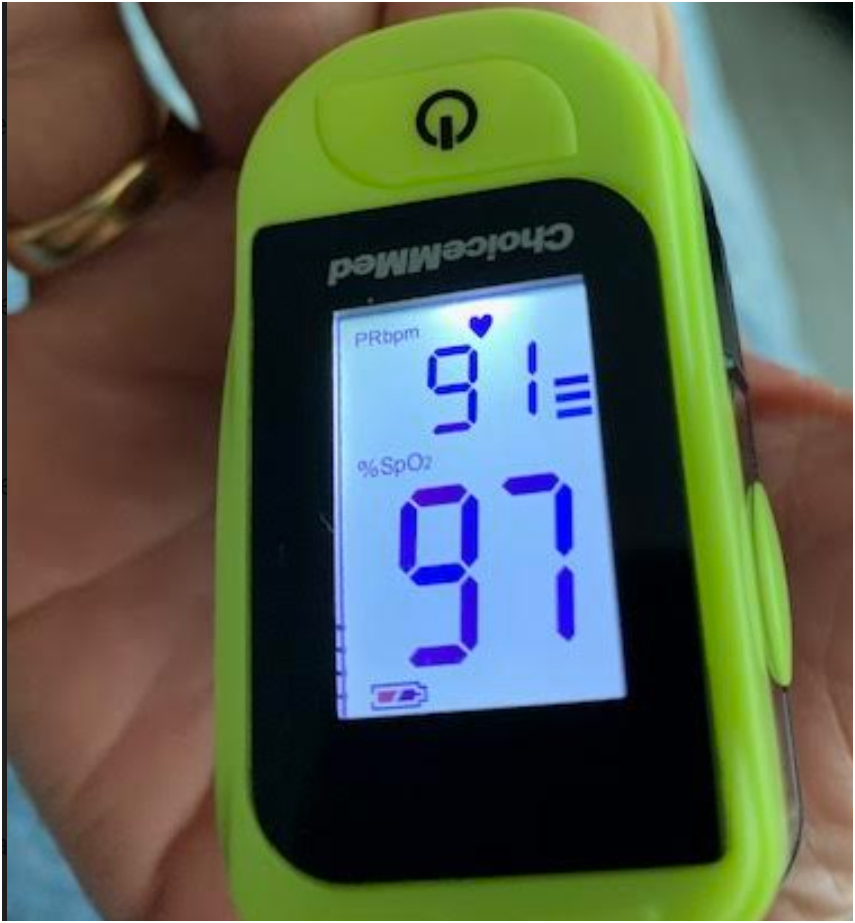 ChoiceMMed
PRbpm
91
%SpO2
97